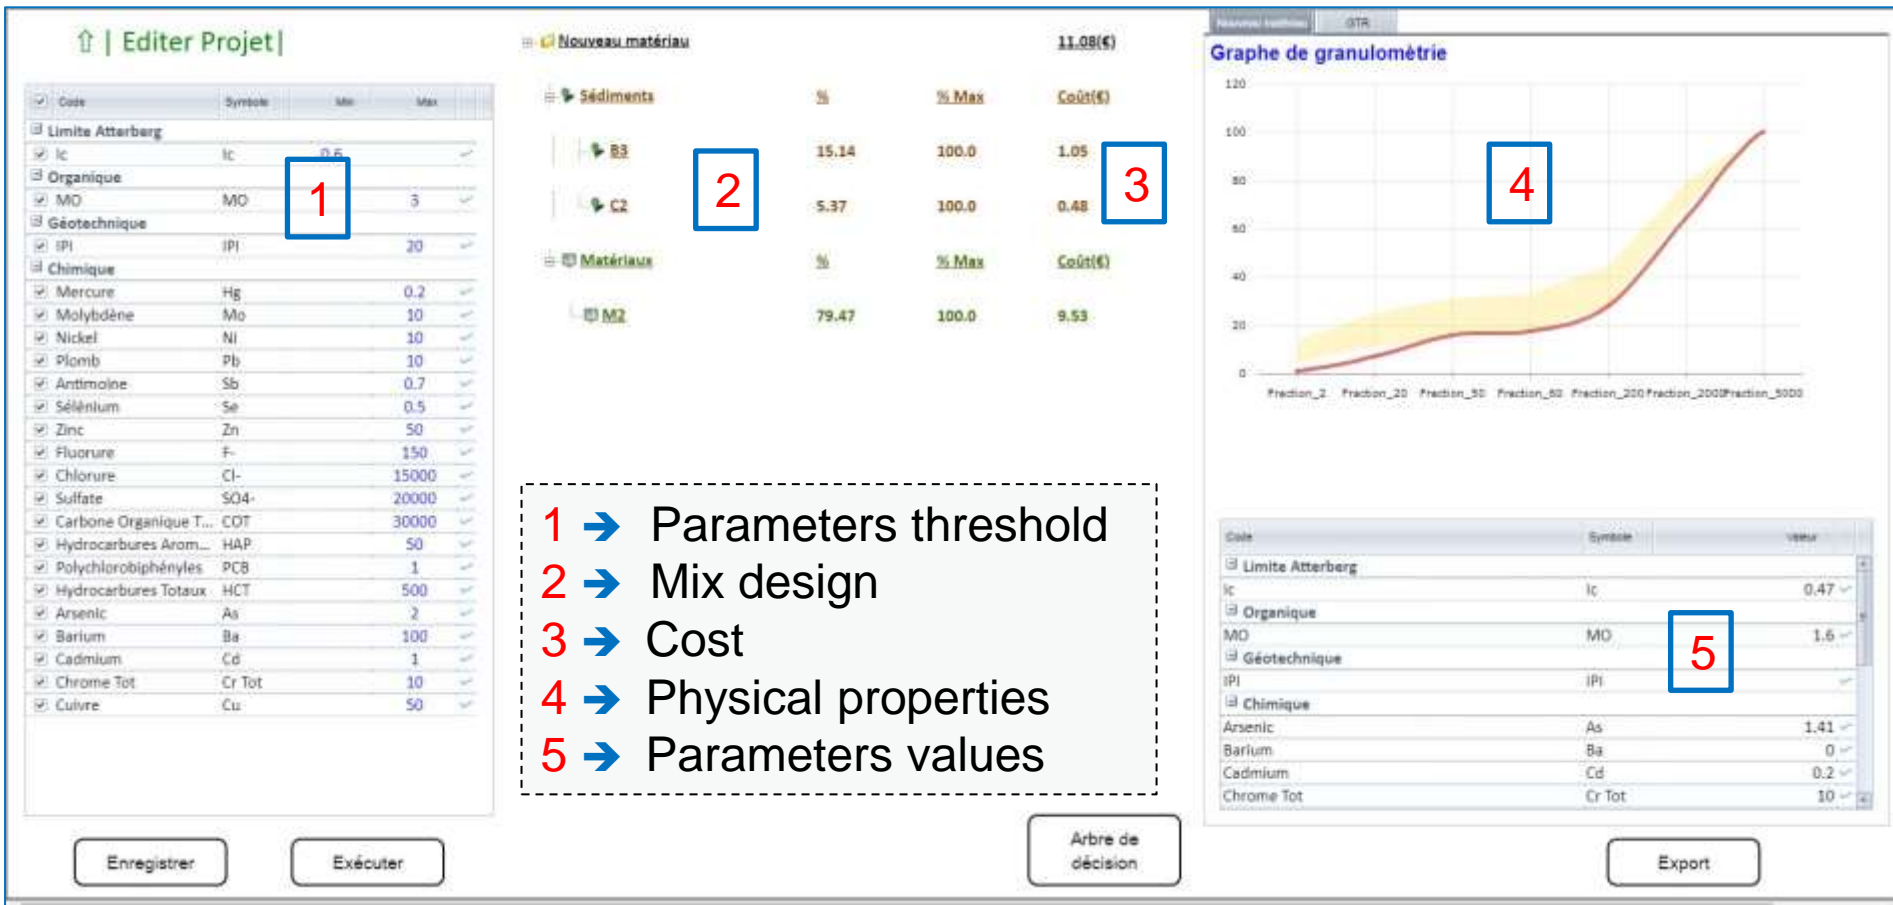 ⇧ | Editer Projet|
Code Symbole Min Max
Limite Atterberg
Ic Ic 0.6
Organique
MO MO 3
Géotechnique
IPI IPI 20
Chimique
Mercure Hg 0.2
Molybdène Mo 10
Nickel Ni 10
Plomb Pb 10
Antimoine Sb 0.7
Sélénium Se 0.5
Zinc Zn 50
Fluorure F- 150
Chlorure Cl- 15000
Sulfate SO4- 20000
Carbone Organique T... COT 30000
Hydrocarbures Arom... HAP 50
Polychlorobiphényles PCB 1
Hydrocarbures Totaux HCT 500
Arsenic As 2
Barium Ba 100
Cadmium Cd 1
Chrome Tot Cr Tot 10
Cuivre Cu 50
1
Enregistrer
Exécuter
Nouveau matériau 11.08(€)
Sédiments % % Max Coût(€)
B3 15.14 100.0 1.05
C2 5.37 100.0 0.48
Matériaux % % Max Coût(€)
M2 79.47 100.0 9.53
2
3
1 ➔ Parameters threshold
2 ➔ Mix design
3 ➔ Cost
4 ➔ Physical properties
5 ➔ Parameters values
Arbre de
décision
Nouveau matériau GTR
Graphe de granulomètrie
120
100
80
60
40
20
0
Fraction_2 Fraction_20 Fraction_50 Fraction_60 Fraction_200 Fraction_2000 Fraction_5000
4
Code Symbole Valeur
Limite Atterberg
Ic Ic 0.47
Organique
MO MO 1.6
Géotechnique
IPI IPI
Chimique
Arsenic As 1.41
Barium Ba 0
Cadmium Cd 0.2
Chrome Tot Cr Tot 10
5
Export